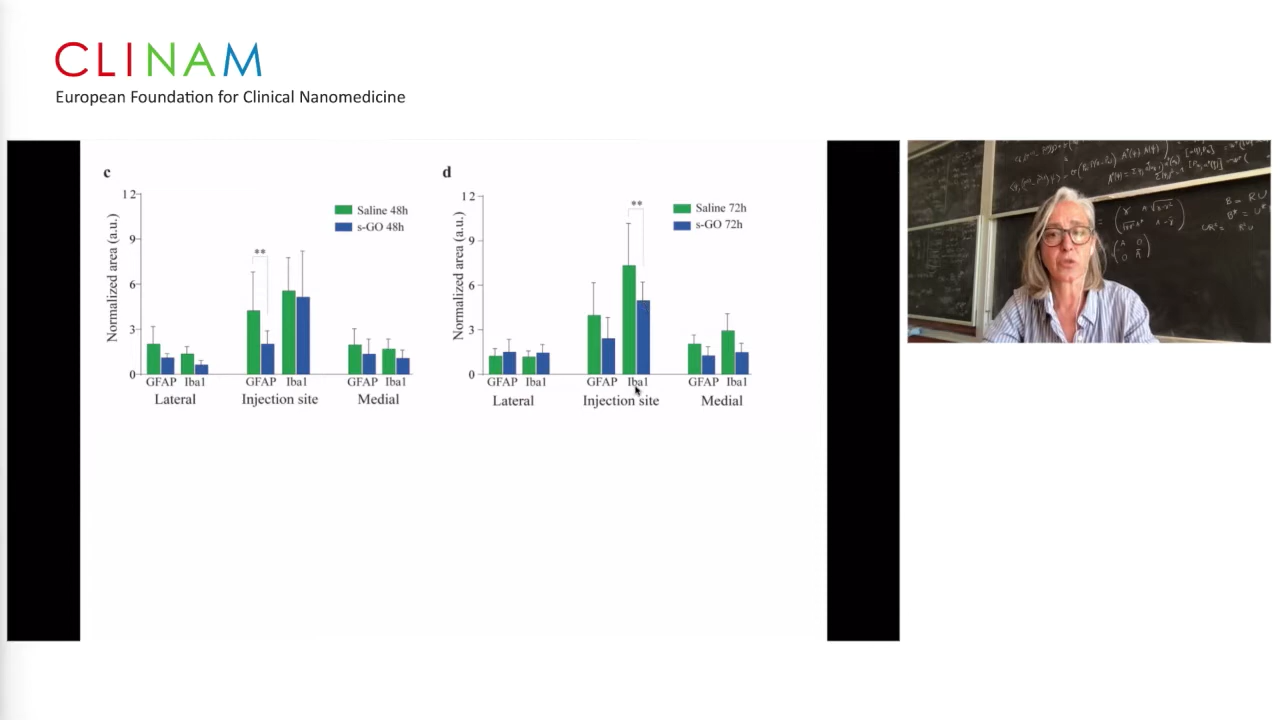 CLINAM
European Foundation for Clinical Nanomedicine
c
Normalized area (a.u.)
12
9
6
3
0
Saline 48h
s-GO 48h
**
GFAP Iba1
GFAP Iba1
GFAP Iba1
Lateral
Injection site
Medial
d
Normalized area (a.u.)
12
9
6
3
0
Saline 72h
s-GO 72h
**
GFAP Iba1
GFAP Iba1
GFAP Iba1
Lateral
Injection site
Medial